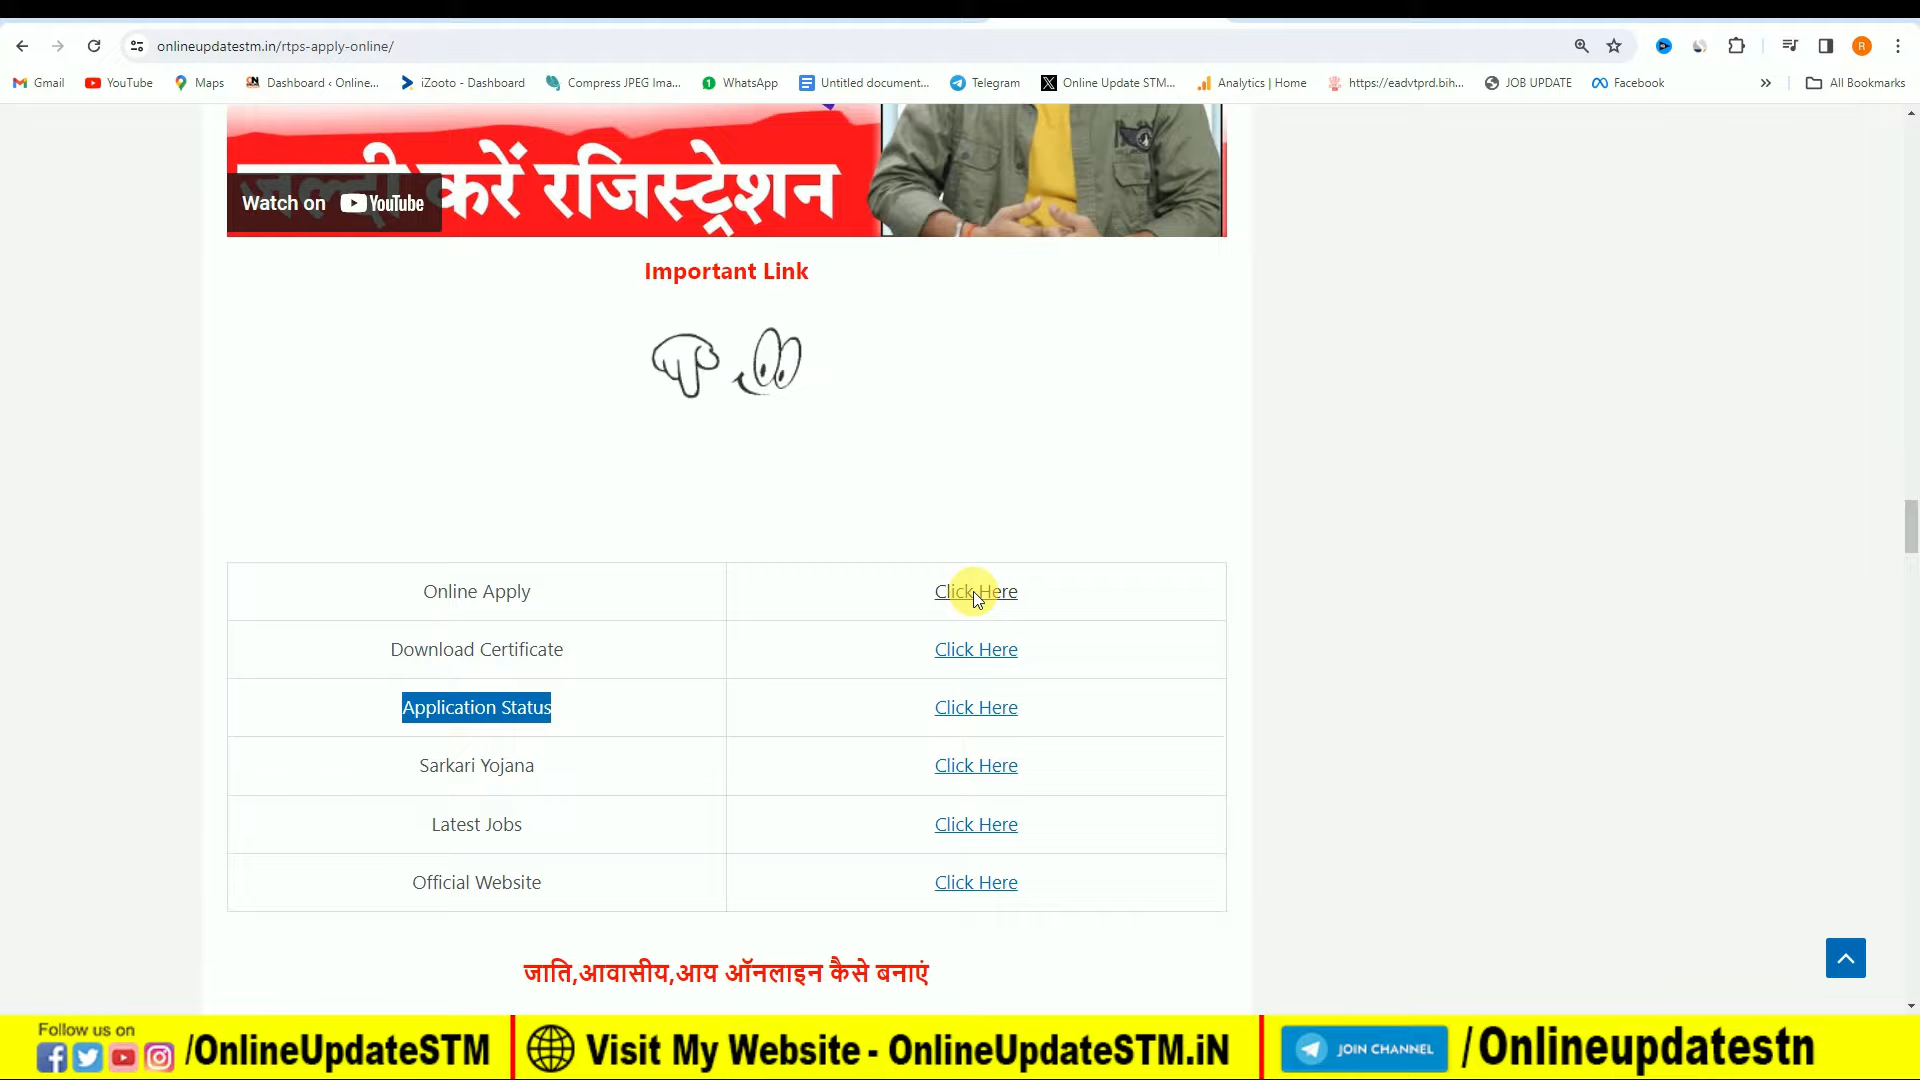 onlineupdatestm.in/rtps-apply-online/
R
Gmail YouTube Maps Dashboard ‹ Online... iZooto - Dashboard Compress JPEG Ima... WhatsApp Untitled document... Telegram Online Update STM... Analytics | Home https://eadvtprd.bih... JOB UPDATE Facebook » All Bookmarks
जल्दी करें रजिस्ट्रेशन
Watch on YouTube
Important Link
Online Apply Click Here
Download Certificate Click Here
Application Status Click Here
Sarkari Yojana Click Here
Latest Jobs Click Here
Official Website Click Here
जाति,आवासीय,आय ऑनलाइन कैसे बनाएं
Follow us on
/OnlineUpdateSTM Visit My Website - OnlineUpdateSTM.iN JOIN CHANNEL /Onlineupdatestn